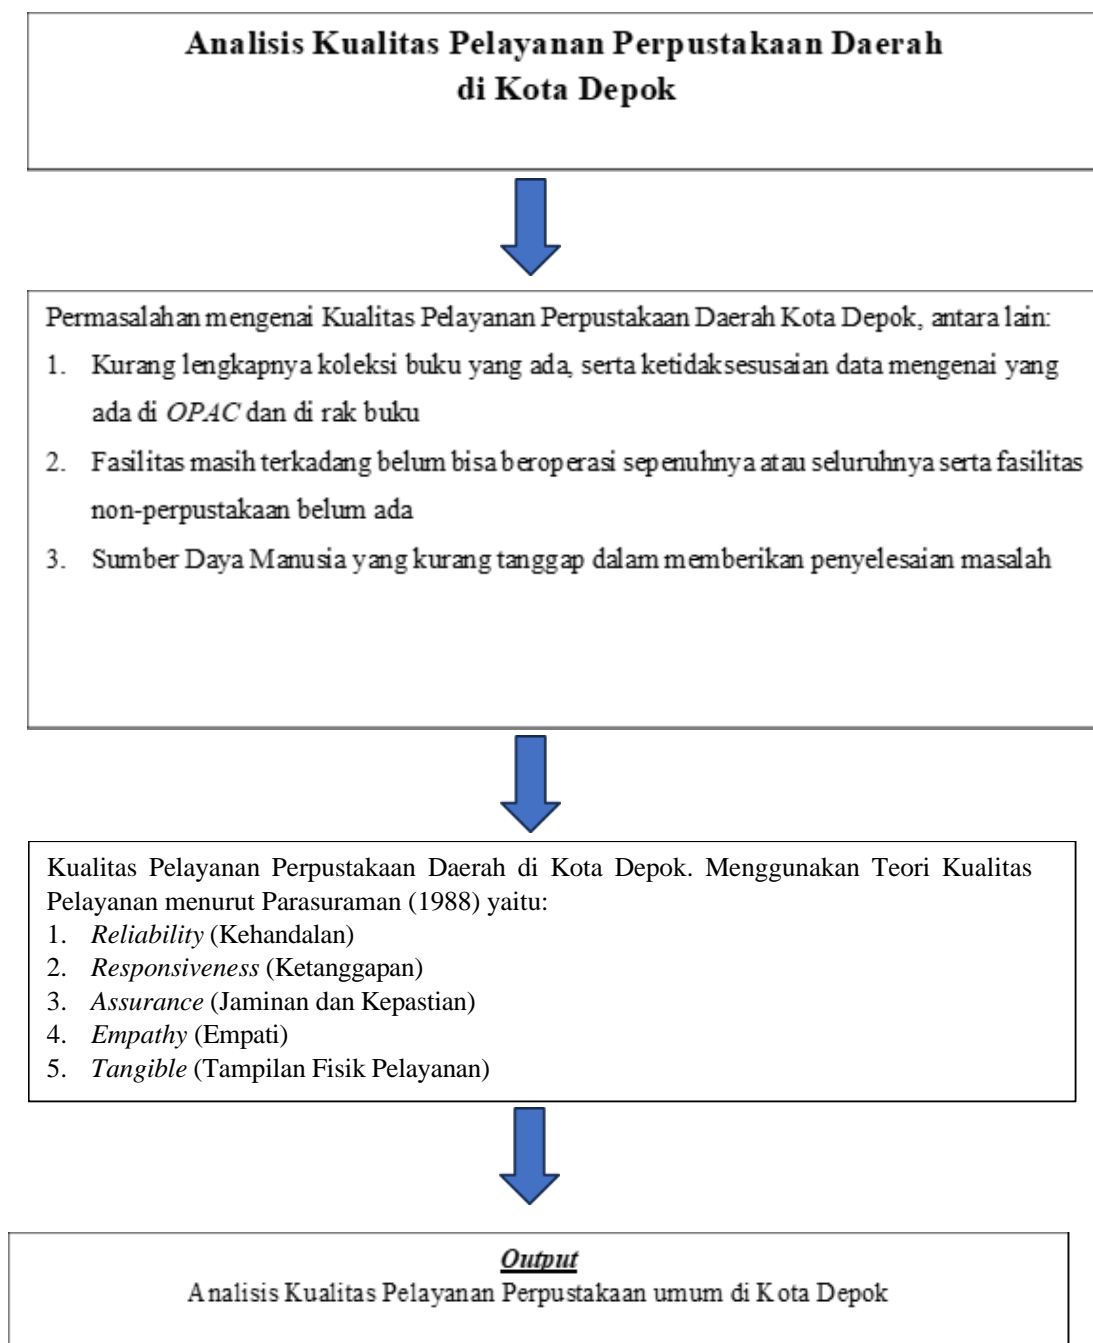 Analisis Kualitas Pelayanan Perpustakaan Daerah
di Kota Depok
Permasalahan mengenai Kualitas Pelayanan Perpustakaan Daerah Kota Depok, antara lain:
1. Kurang lengkapnya koleksi buku yang ada, serta ketidaksesusaian data mengenai yang
ada di OPAC dan di rak buku
2. Fasilitas masih terkadang belum bisa beroperasi sepenuhnya atau seluruhnya serta fasilitas
non-perpustakaan belum ada
3. Sumber Daya Manusia yang kurang tanggap dalam memberikan penyelesaian masalah
Kualitas Pelayanan Perpustakaan Daerah di Kota Depok. Menggunakan Teori Kualitas
Pelayanan menurut Parasuraman (1988) yaitu:
1. Reliability (Kehandalan)
2. Responsiveness (Ketanggapan)
3. Assurance (Jaminan dan Kepastian)
4. Empathy (Empati)
5. Tangible (Tampilan Fisik Pelayanan)
Output
Analisis Kualitas Pelayanan Perpustakaan umum di Kota Depok